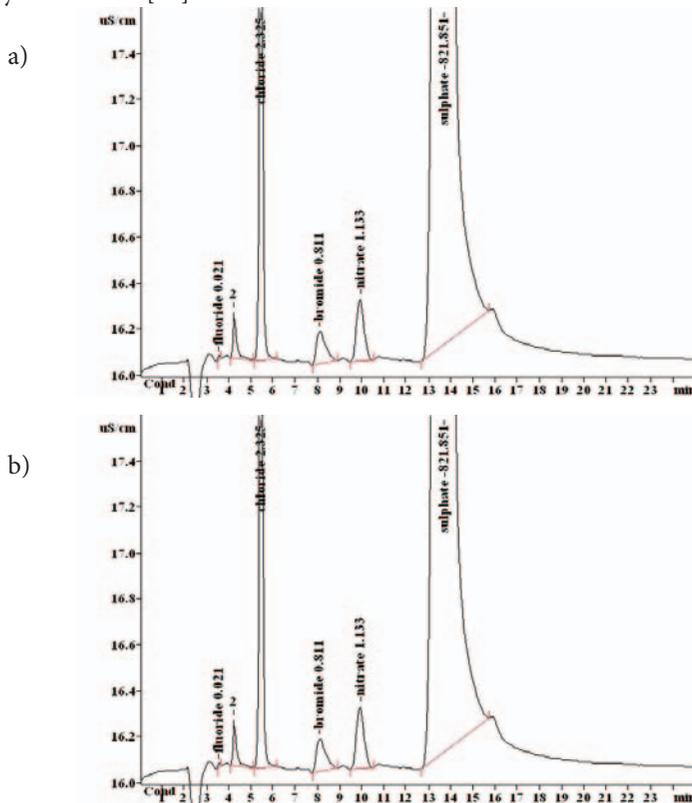 a)
uS/cm
17.4
17.2
17.0
16.8
16.6
16.4
16.2
16.0
fluoride 0.021
2
chloride 2.325
-bromide 0.811
-nitrate 1.133
sulphate -821.851-
Cond
1 2 3 4 5 6 7 8 9 10 11 12 13 14 15 16 17 18 19 20 21 22 23 min
b)
uS/cm
17.4
17.2
17.0
16.8
16.6
16.4
16.2
16.0
fluoride 0.021
2
chloride 2.325
-bromide 0.811
-nitrate 1.133
sulphate -821.851-
Cond
1 2 3 4 5 6 7 8 9 10 11 12 13 14 15 16 17 18 19 20 21 22 23 min